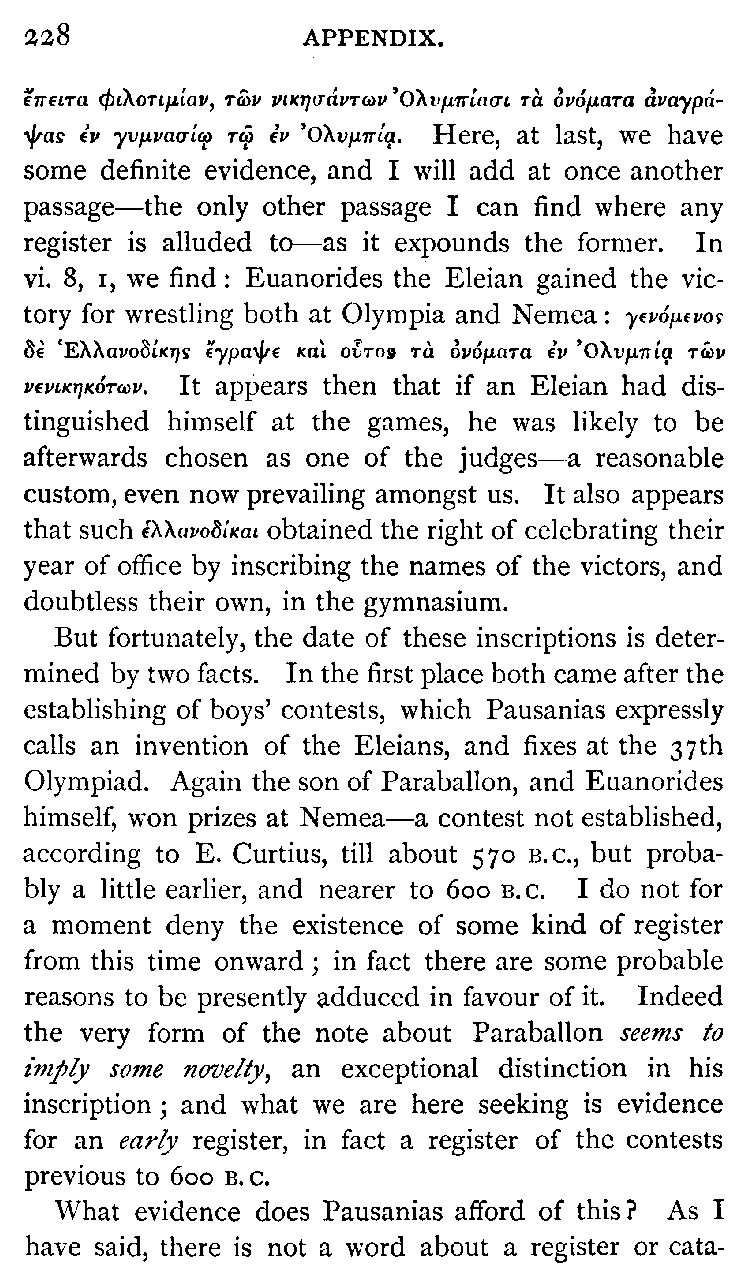 228 APPENDIX.
ἔπειτα φιλοτιμίαν, τῶν νικησάντων Ὀλυμπίασι τὰ ὀνόματα ἀναγρά-
ψας ἐν γυμνασίῳ τῷ ἐν Ὀλυμπίᾳ. Here, at last, we have
some definite evidence, and I will add at once another
passage—the only other passage I can find where any
register is alluded to—as it expounds the former. In
vi. 8, 1, we find : Euanorides the Eleian gained the vic-
tory for wrestling both at Olympia and Nemea : γενόμενος
δὲ Ἑλλανοδίκης ἔγραψε καὶ οὗτος τὰ ὀνόματα ἐν Ὀλυμπίᾳ τῶν
νενικηκότων. It appears then that if an Eleian had dis-
tinguished himself at the games, he was likely to be
afterwards chosen as one of the judges—a reasonable
custom, even now prevailing amongst us. It also appears
that such ἑλλανοδίκαι obtained the right of celebrating their
year of office by inscribing the names of the victors, and
doubtless their own, in the gymnasium.
But fortunately, the date of these inscriptions is deter-
mined by two facts. In the first place both came after the
establishing of boys' contests, which Pausanias expressly
calls an invention of the Eleians, and fixes at the 37th
Olympiad. Again the son of Paraballon, and Euanorides
himself, won prizes at Nemea—a contest not established,
according to E. Curtius, till about 570 B.C., but proba-
bly a little earlier, and nearer to 600 B.C. I do not for
a moment deny the existence of some kind of register
from this time onward ; in fact there are some probable
reasons to be presently adduced in favour of it. Indeed
the very form of the note about Paraballon seems to
imply some novelty, an exceptional distinction in his
inscription ; and what we are here seeking is evidence
for an early register, in fact a register of the contests
previous to 600 B.C.
What evidence does Pausanias afford of this? As I
have said, there is not a word about a register or cata-